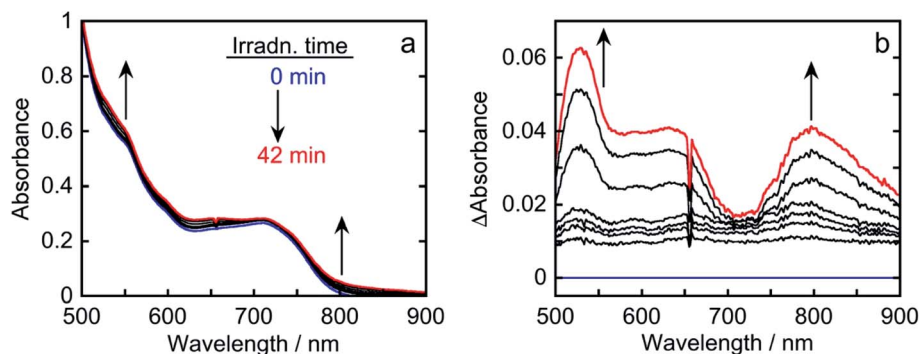 a
Irradn. time
0 min
42 min
Absorbance
1
0.8
0.6
0.4
0.2
0
500 600 700 800 900
Wavelength / nm
b
ΔAbsorbance
0.06
0.04
0.02
0
500 600 700 800 900
Wavelength / nm